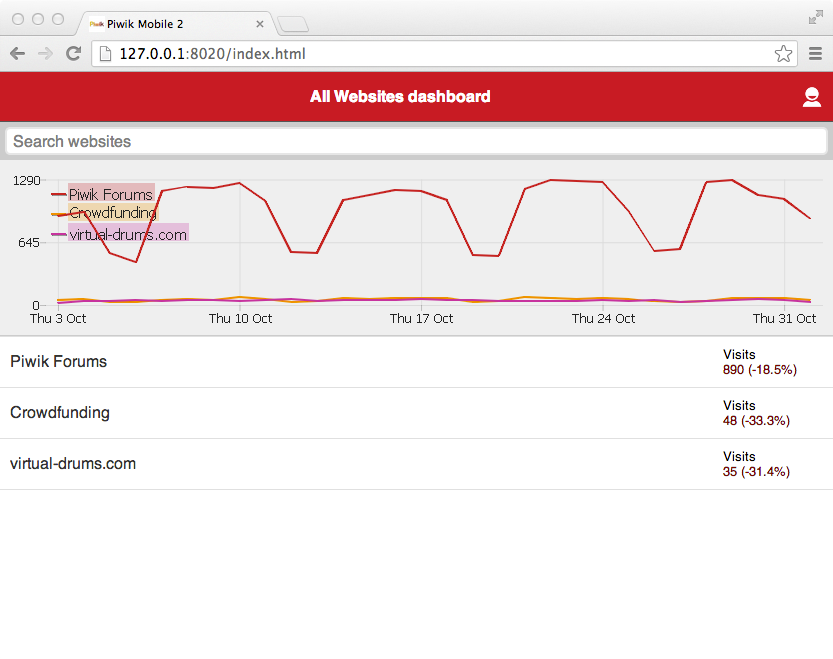 Piwik Mobile 2
127.0.0.1:8020/index.html
All Websites dashboard
Search websites
1290
Piwik Forums
Crowdfunding
645
virtual-drums.com
0
Thu 3 Oct Thu 10 Oct Thu 17 Oct Thu 24 Oct Thu 31 Oct
Piwik Forums
Visits
890 (-18.5%)
Crowdfunding
Visits
48 (-33.3%)
virtual-drums.com
Visits
35 (-31.4%)